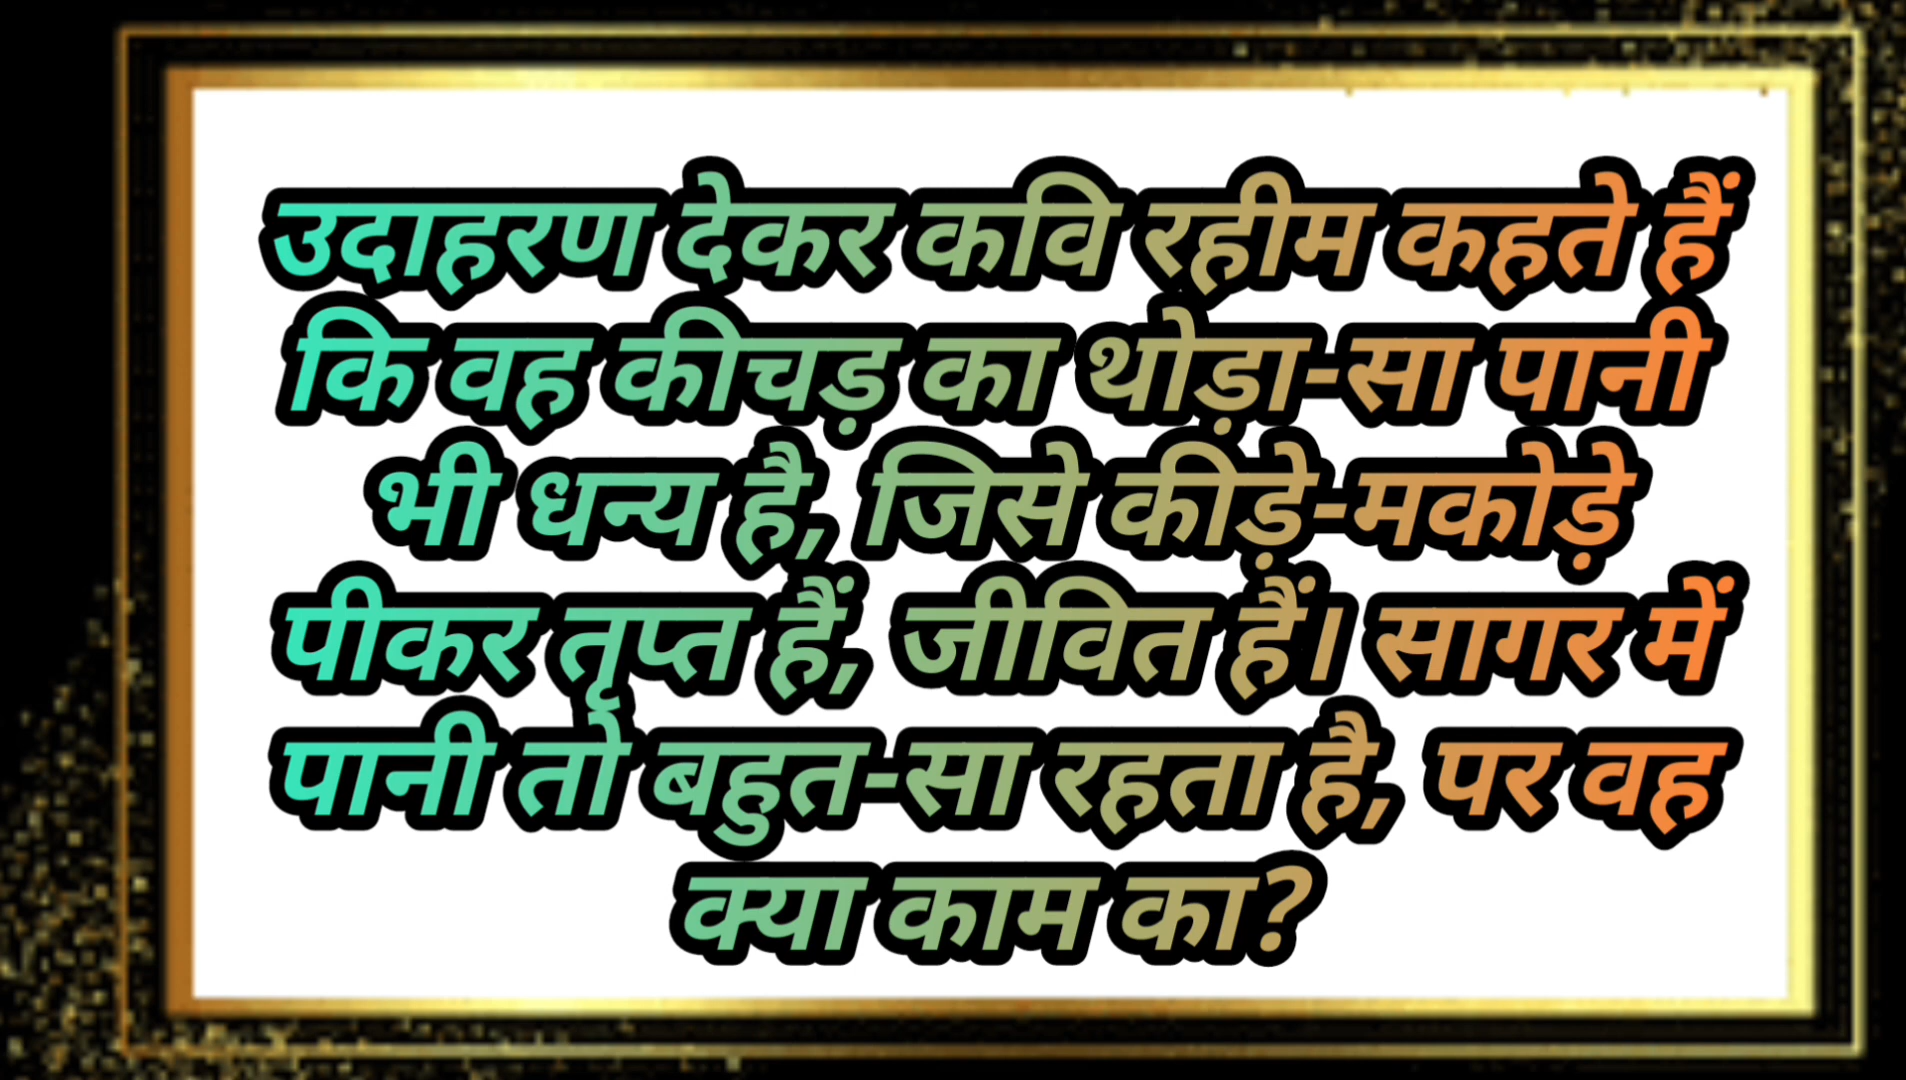 उदाहरण देकर कवि रहीम कहते हैं
कि वह कीचड़ का थोड़ा-सा पानी
भी धन्य है, जिसे कीड़े-मकोड़े
पीकर तृप्त हैं, जीवित हैं। सागर में
पानी तो बहुत-सा रहता है, पर वह
क्या काम का?